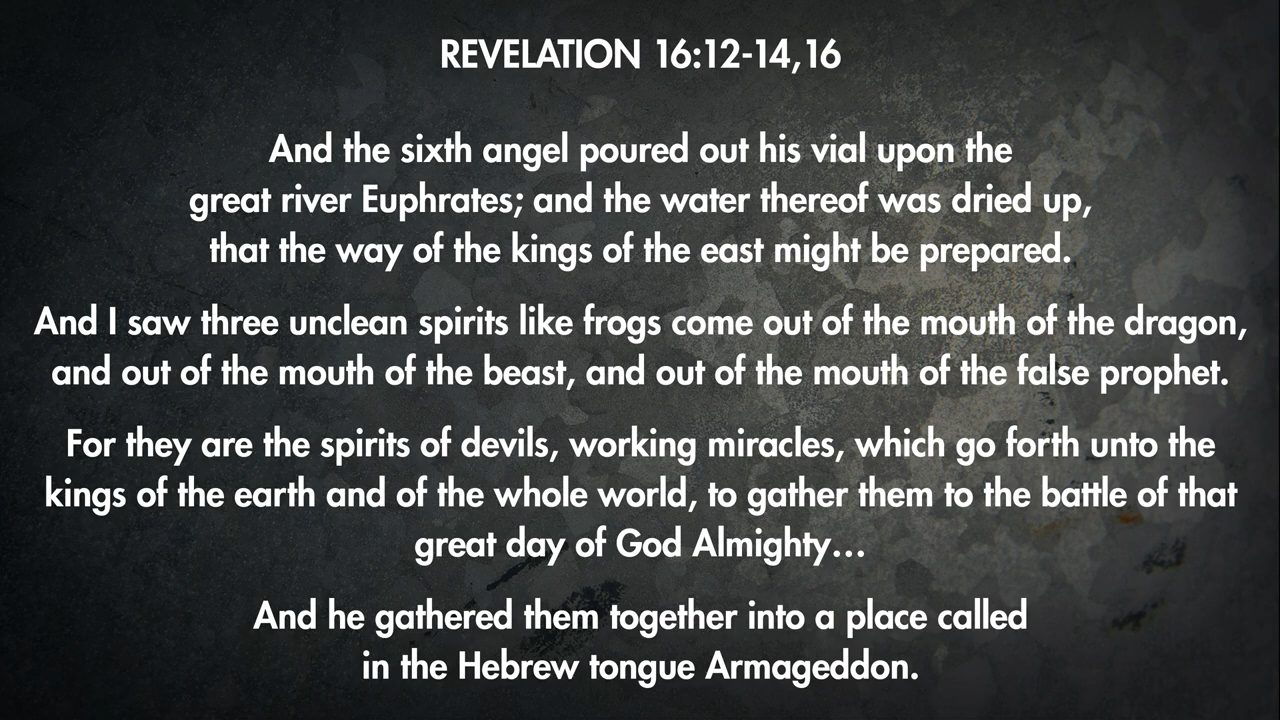 REVELATION 16:12-14,16
And the sixth angel poured out his vial upon the
great river Euphrates; and the water thereof was dried up,
that the way of the kings of the east might be prepared.
And I saw three unclean spirits like frogs come out of the mouth of the dragon,
and out of the mouth of the beast, and out of the mouth of the false prophet.
For they are the spirits of devils, working miracles, which go forth unto the
kings of the earth and of the whole world, to gather them to the battle of that
great day of God Almighty...
And he gathered them together into a place called
in the Hebrew tongue Armageddon.